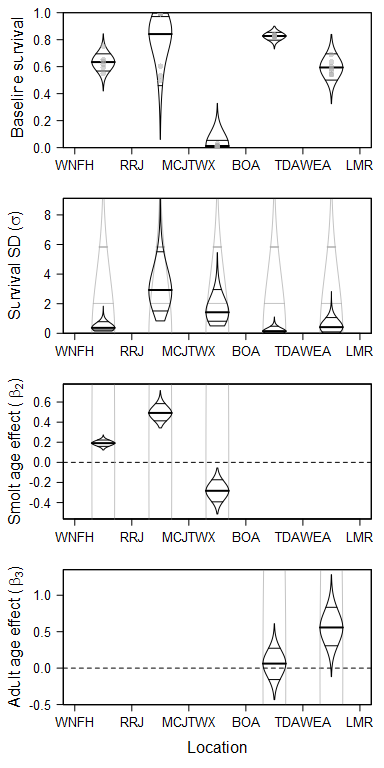 Baseline survival
1.0
0.8
0.6
0.4
0.2
0.0
WNFH RRJ MCJTWX BOA TDAWEA LMR
Survival SD (σ)
8
6
4
2
0
WNFH RRJ MCJTWX BOA TDAWEA LMR
Smolt age effect ( β2)
0.6
0.4
0.2
0.0
-0.2
-0.4
WNFH RRJ MCJTWX BOA TDAWEA LMR
Adult age effect ( β3)
1.0
0.5
0.0
-0.5
WNFH RRJ MCJTWX BOA TDAWEA LMR
Location